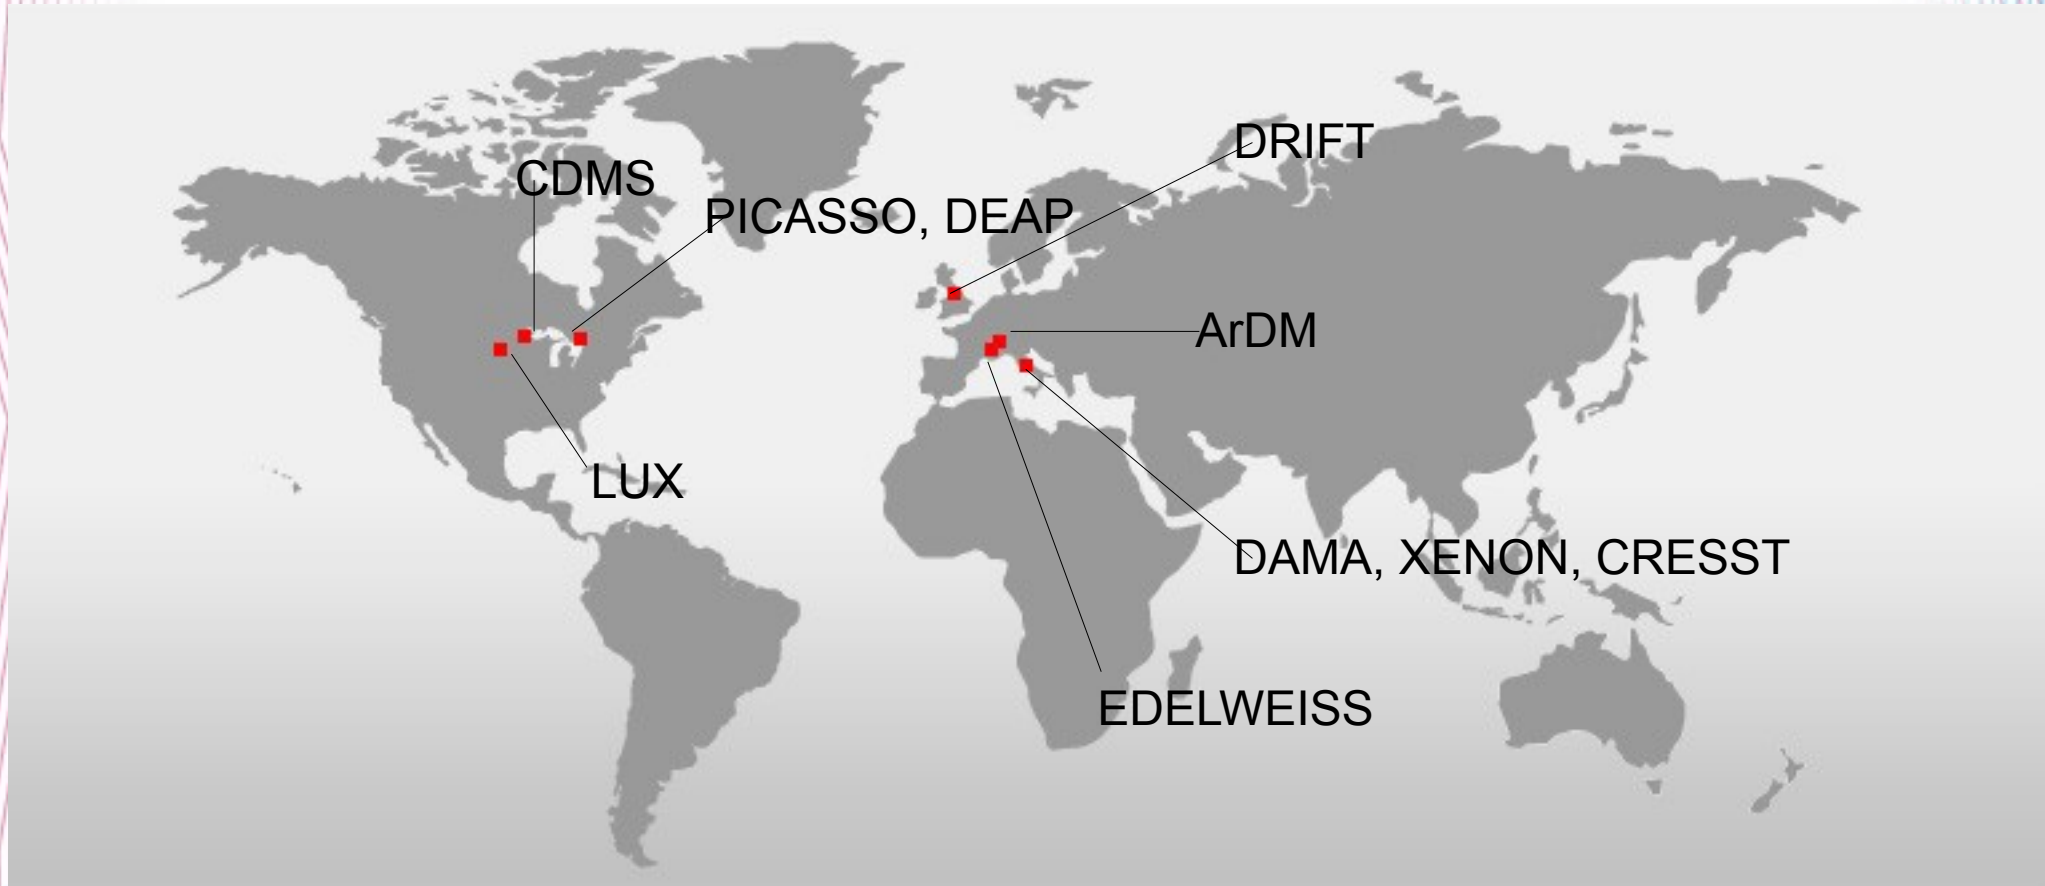 DRIFT
CDMS
PICASSO, DEAP
ArDM
LUX
DAMA, XENON, CRESST
EDELWEISS